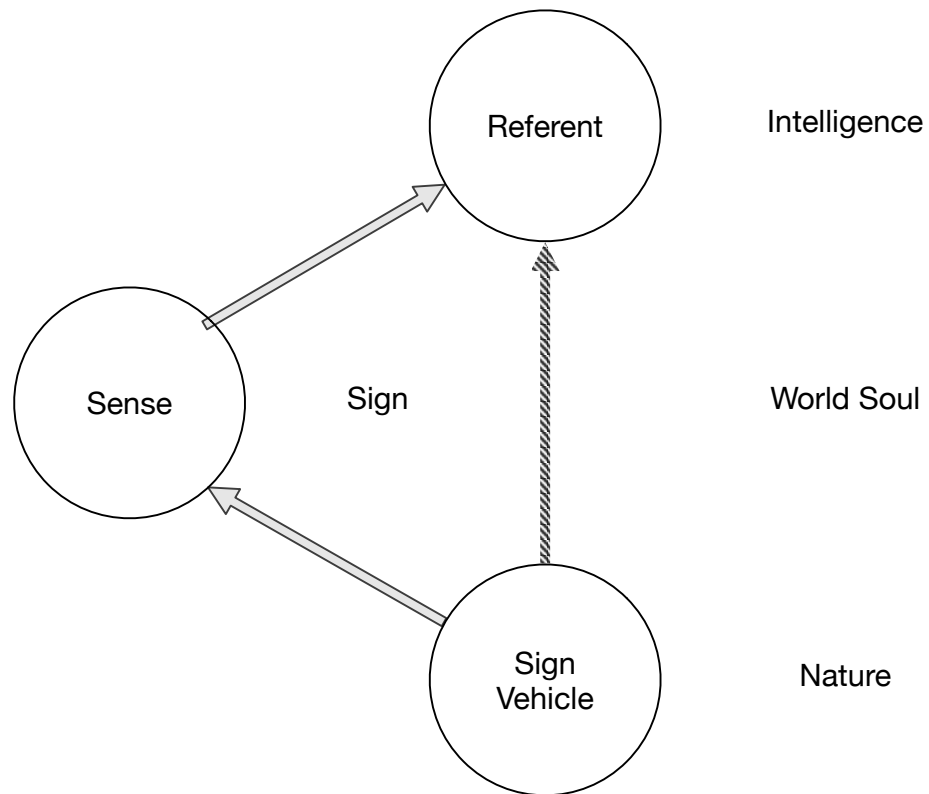 Referent
Intelligence
Sense
Sign
World Soul
Sign
Vehicle
Nature